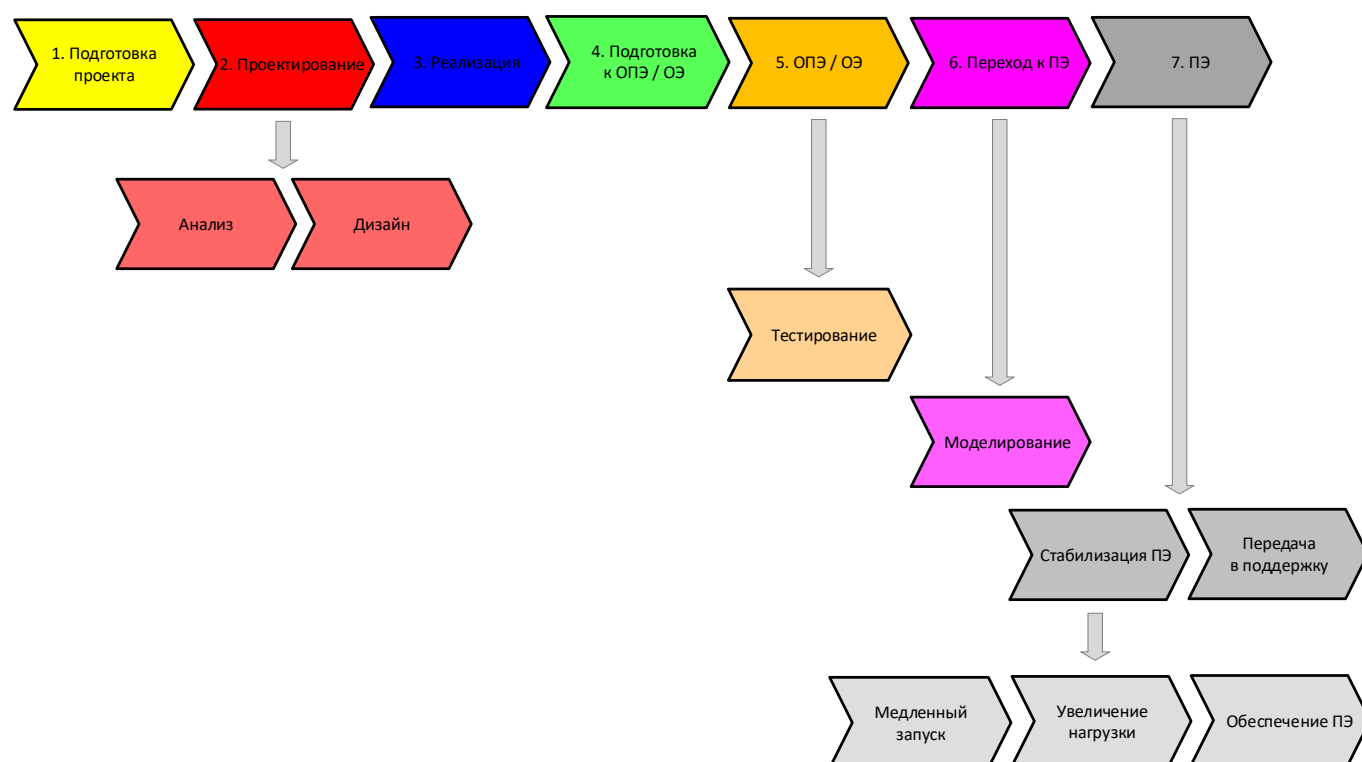 1. Подготовка
проекта
2. Проектирование
3. Реализация
4. Подготовка
к ОПЭ / ОЭ
5. ОПЭ / ОЭ
6. Переход к ПЭ
7. ПЭ
Анализ
Дизайн
Тестирование
Моделирование
Стабилизация ПЭ
Передача
в поддержку
Медленный
запуск
Увеличение
нагрузки
Обеспечение ПЭ